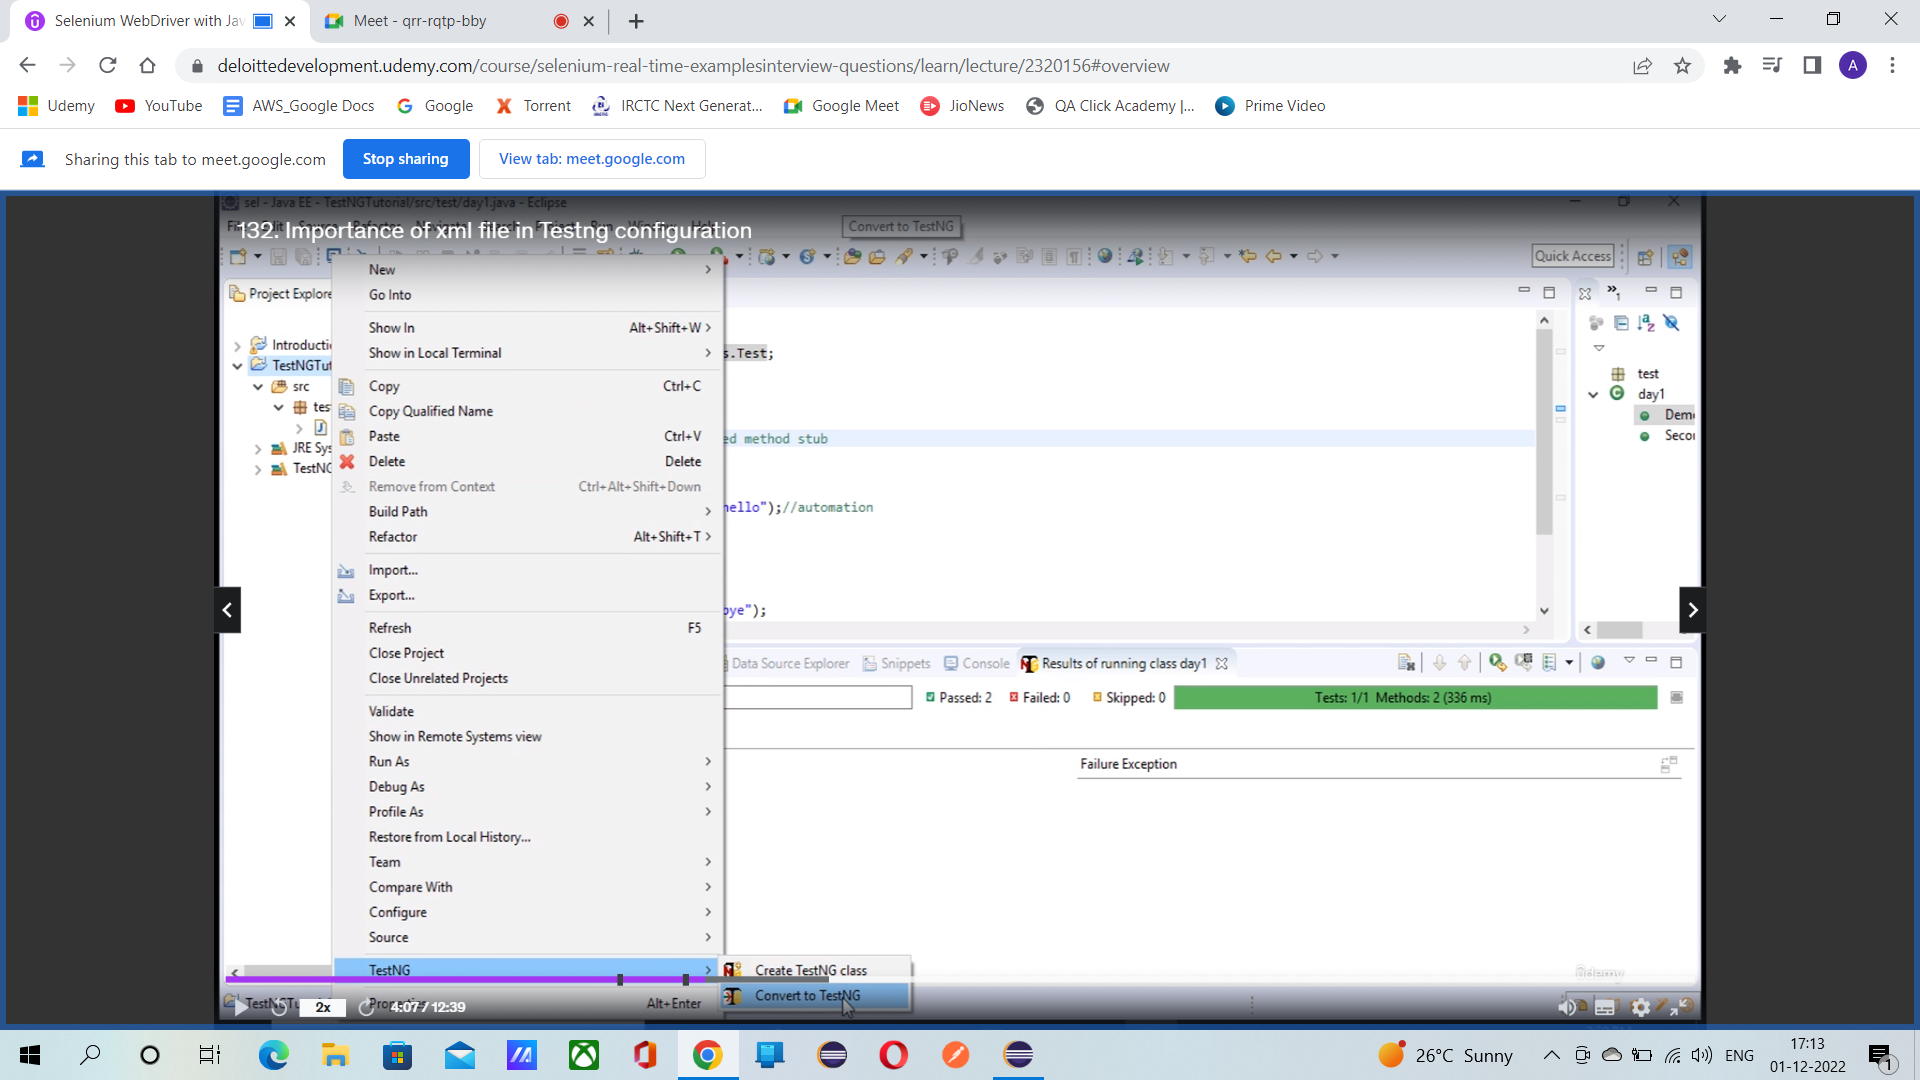 Selenium WebDriver with Jav
Meet - qrr-rqtp-bby
deloittedevelopment.udemy.com/course/selenium-real-time-examplesinterview-questions/learn/lecture/2320156#overview
A
Udemy
YouTube
AWS_Google Docs
Google
Torrent
IRCTC Next Generat...
Google Meet
JioNews
QA Click Academy |...
Prime Video
Sharing this tab to meet.google.com
Stop sharing
View tab: meet.google.com
sel - Java EE - TestNGTutorial/src/test/day1.java - Eclipse
132. Importance of xml file in Testng configuration
Convert to TestNG
Quick Access
Project Explore
Introducti
TestNGTut
src
tes
JRE Sys
TestNG
New
Go Into
Show In Alt+Shift+W
Show in Local Terminal
Copy Ctrl+C
Copy Qualified Name
Paste Ctrl+V
Delete Delete
Remove from Context Ctrl+Alt+Shift+Down
Build Path
Refactor Alt+Shift+T
Import...
Export...
Refresh F5
Close Project
Close Unrelated Projects
Validate
Show in Remote Systems view
Run As
Debug As
Profile As
Restore from Local History...
Team
Compare With
Configure
Source
TestNG
Properties Alt+Enter
Create TestNG class
Convert to TestNG
s.Test;
ed method stub
hello");//automation
bye");
test
day1
Demo
Secon
Data Source Explorer
Snippets
Console
Results of running class day1
Passed: 2
Failed: 0
Skipped: 0
Tests: 1/1 Methods: 2 (336 ms)
Failure Exception
ûdemy
TestNGTutorial
2x
4:07 / 12:39
26°C Sunny
ENG
17:13
01-12-2022
1